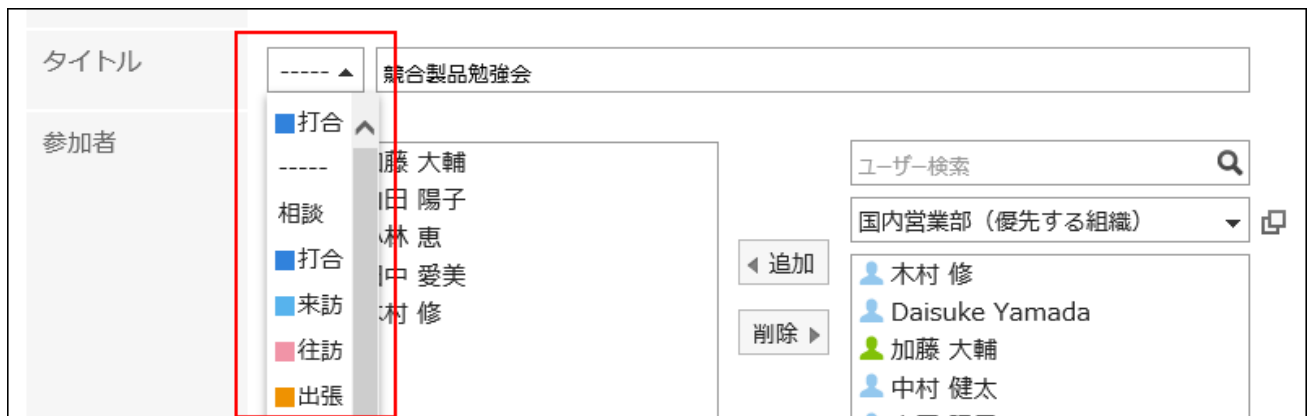 タイトル
-----
競合製品勉強会
打合
-----
相談
打合
来訪
往訪
出張
参加者
藤 大輔
田 陽子
林 恵
中 愛美
村 修
追加
削除
ユーザー検索
国内営業部（優先する組織）
木村 修
Daisuke Yamada
加藤 大輔
中村 健太